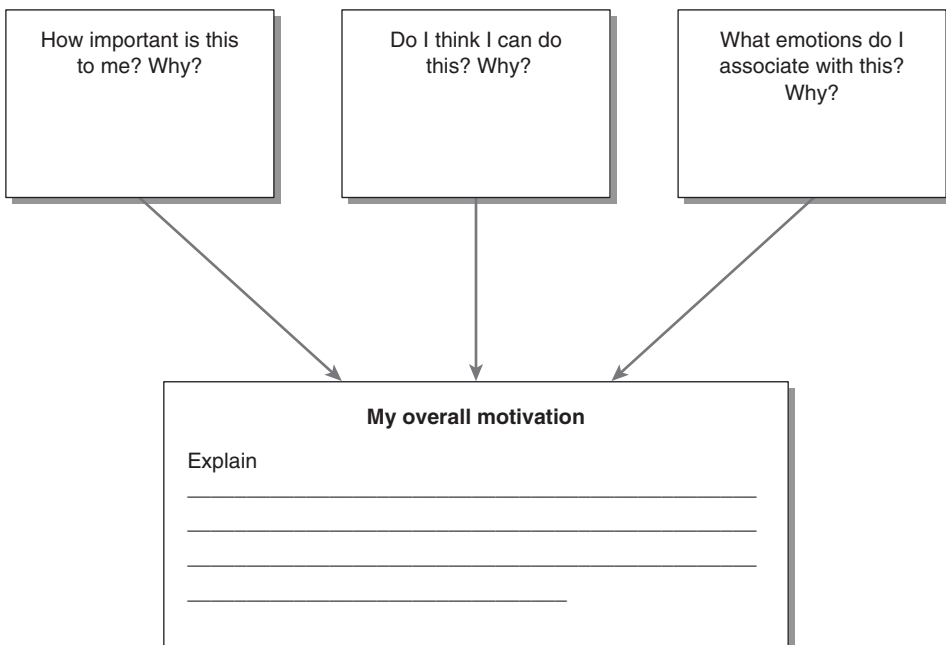 How important is this
to me? Why?
Do I think I can do
this? Why?
What emotions do I
associate with this?
Why?
My overall motivation
Explain